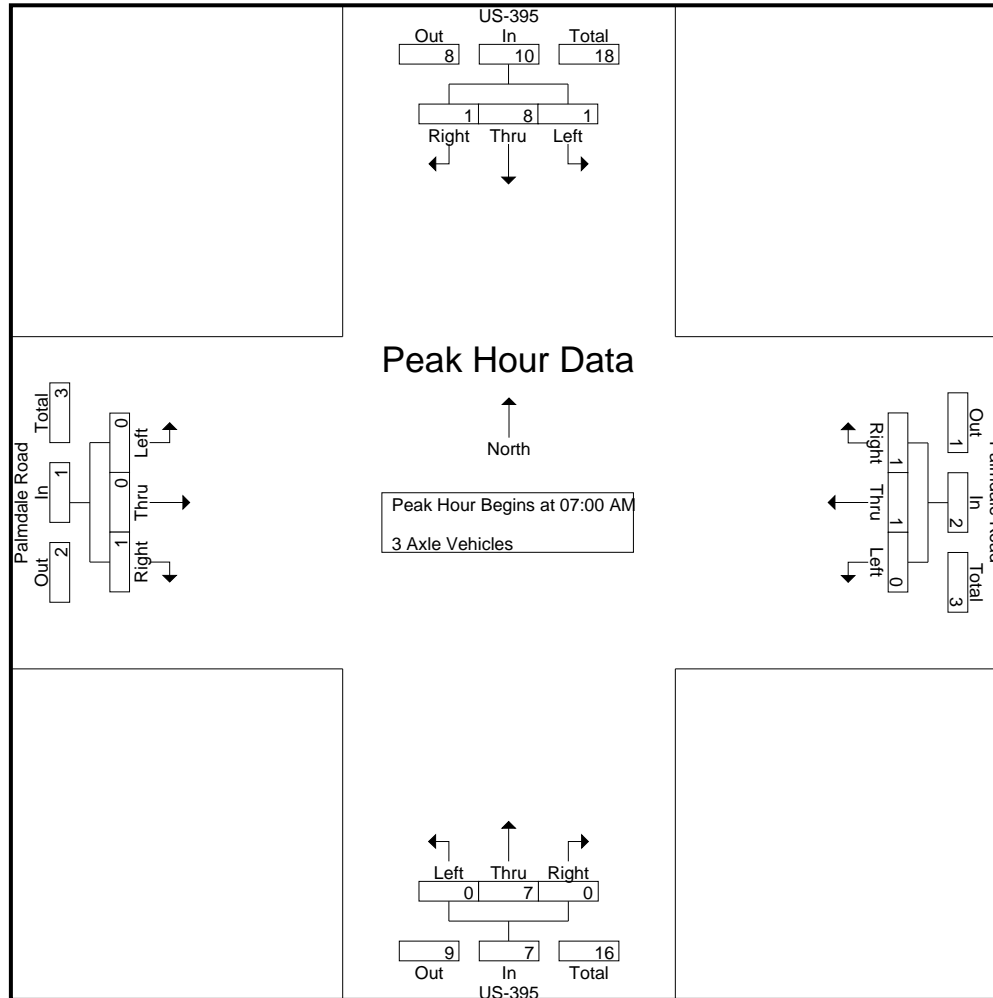 US-395
Out In Total
8 10 18
1 8 1
Right Thru Left
Peak Hour Data
North
Peak Hour Begins at 07:00 AM
3 Axle Vehicles
Palmdale Road
Out In Total
2 1 3
Right Thru Left
1 0 0
Right Thru Left
1 1 0
Out In Total
1 2 3
Left Thru Right
0 7 0
9 7 16
Out In Total
US-395